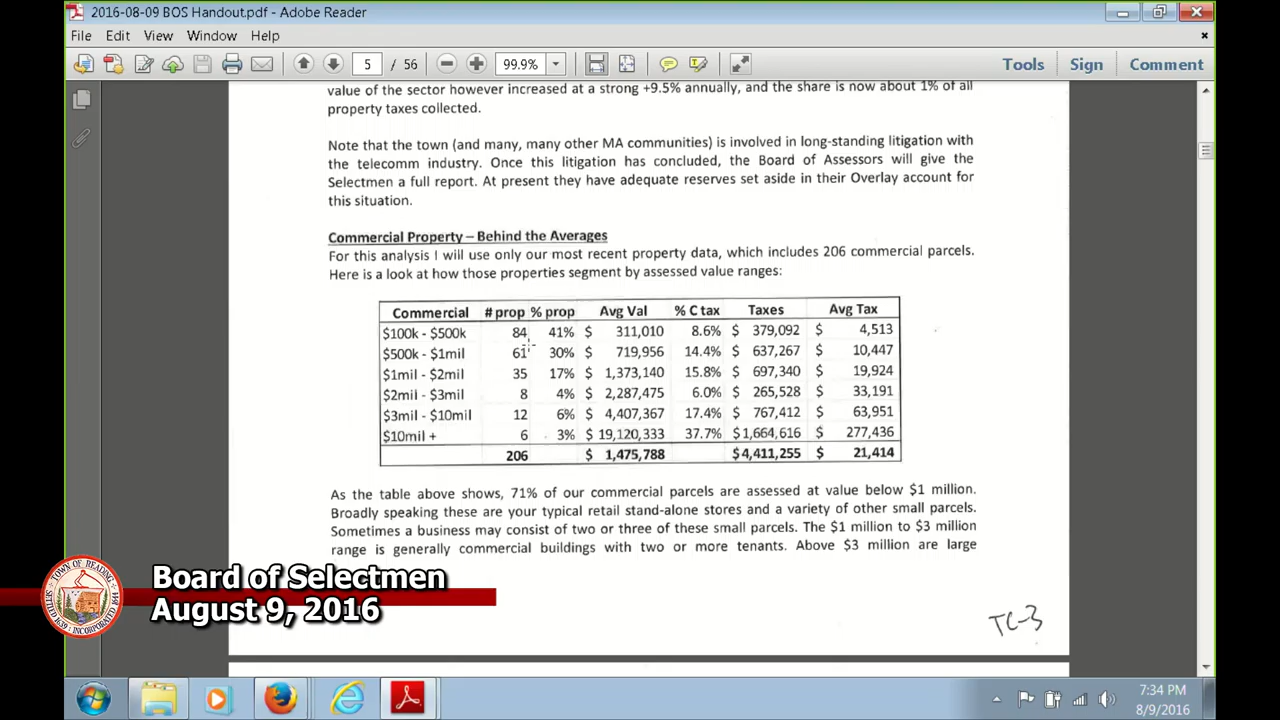 2016-08-09 BOS Handout.pdf - Adobe Reader
File Edit View Window Help
5 / 56 99.9% Tools Sign Comment
value of the sector however increased at a strong +9.5% annually, and the share is now about 1% of all
property taxes collected.
Note that the town (and many, many other MA communities) is involved in long-standing litigation with
the telecomm industry. Once this litigation has concluded, the Board of Assessors will give the
Selectmen a full report. At present they have adequate reserves set aside in their Overlay account for
this situation.
Commercial Property – Behind the Averages
For this analysis I will use only our most recent property data, which includes 206 commercial parcels.
Here is a look at how those properties segment by assessed value ranges:
Commercial # prop % prop Avg Val % C tax Taxes Avg Tax
$100k - $500k 84 41% $ 311,010 8.6% $ 379,092 $ 4,513
$500k - $1mil 61 30% $ 719,956 14.4% $ 637,267 $ 10,447
$1mil - $2mil 35 17% $ 1,373,140 15.8% $ 697,340 $ 19,924
$2mil - $3mil 8 4% $ 2,287,475 6.0% $ 265,528 $ 33,191
$3mil - $10mil 12 6% $ 4,407,367 17.4% $ 767,412 $ 63,951
$10mil + 6 3% $ 19,120,333 37.7% $1,664,616 $ 277,436
206 $ 1,475,788 $4,411,255 $ 21,414
As the table above shows, 71% of our commercial parcels are assessed at value below $1 million.
Broadly speaking these are your typical retail stand-alone stores and a variety of other small parcels.
Sometimes a business may consist of two or three of these small parcels. The $1 million to $3 million
range is generally commercial buildings with two or more tenants. Above $3 million are large
TC-3
Board of Selectmen
August 9, 2016
TOWN OF READING
SETTLED 1639 INCORPORATED 1644
7:34 PM
8/9/2016